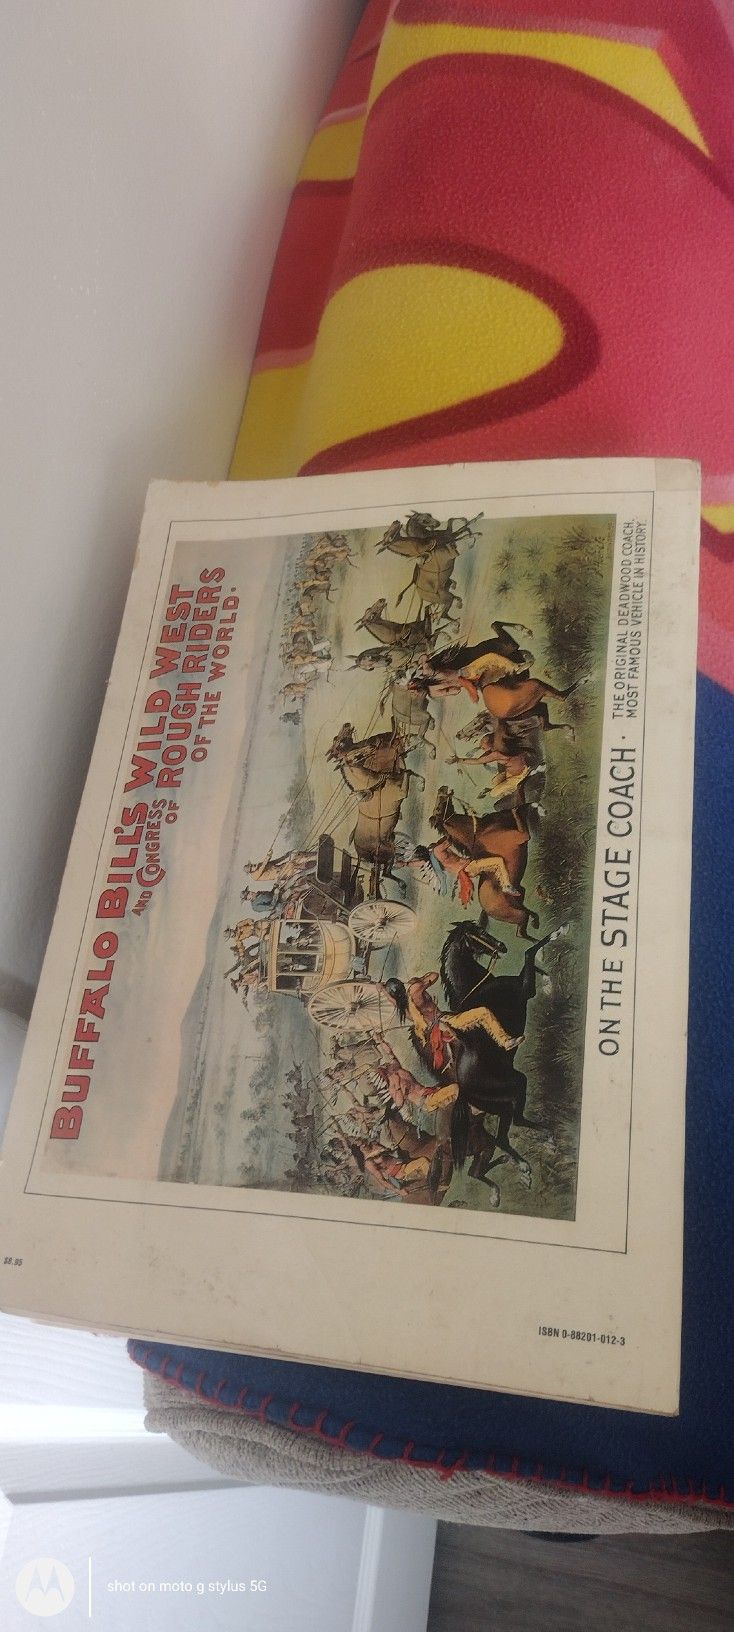 BUFFALO BILL'S WILD WEST
AND CONGRESS OF ROUGH RIDERS
OF THE WORLD.
ON THE STAGE COACH. THE ORIGINAL DEADWOOD COACH,
MOST FAMOUS VEHICLE IN HISTORY.
$8.95
ISBN 0-88201-012-3
shot on moto g stylus 5G